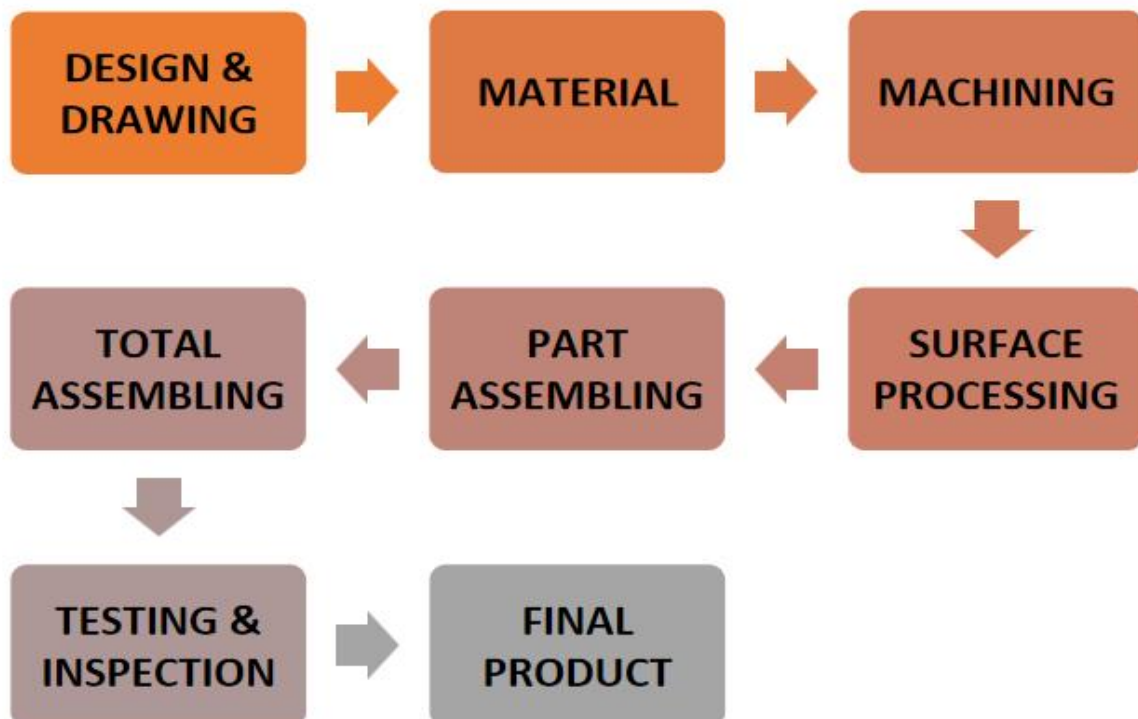 DESIGN &
DRAWING
MATERIAL
MACHINING
SURFACE
PROCESSING
PART
ASSEMBLING
TOTAL
ASSEMBLING
TESTING &
INSPECTION
FINAL
PRODUCT